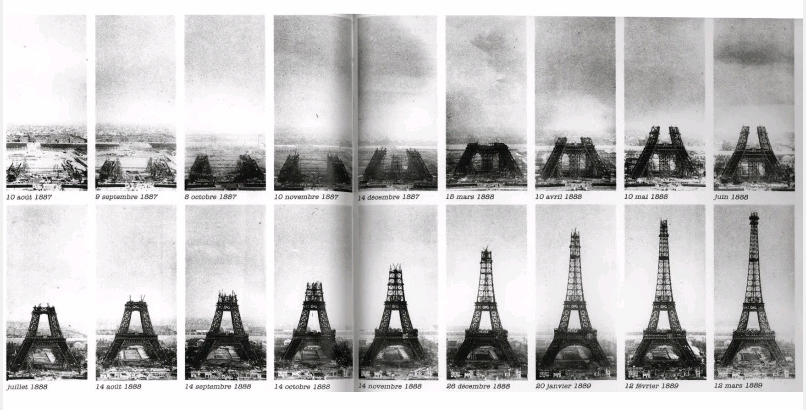 10 août 1887
9 septembre 1887
8 octobre 1887
10 novembre 1887
14 décembre 1887
15 mars 1888
10 avril 1888
10 mai 1888
juin 1888
juillet 1888
14 août 1888
14 septembre 1888
14 octobre 1888
14 novembre 1888
26 décembre 1888
20 janvier 1889
12 février 1889
12 mars 1889